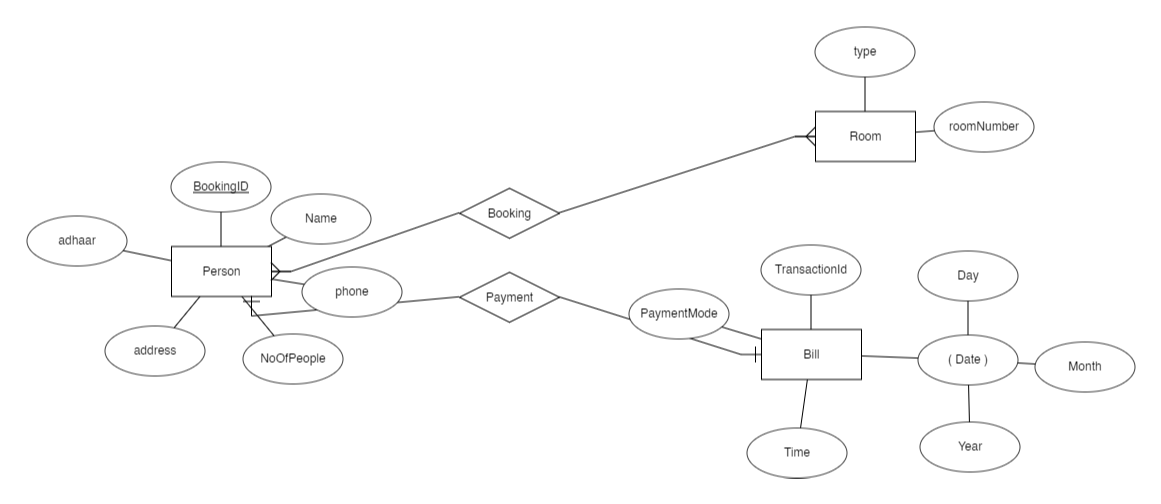 type
roomNumber
Room
BookingID
Name
Booking
adhaar
Person
phone
Payment
TransactionId
Day
PaymentMode
address
NoOfPeople
Bill
( Date )
Month
Time
Year